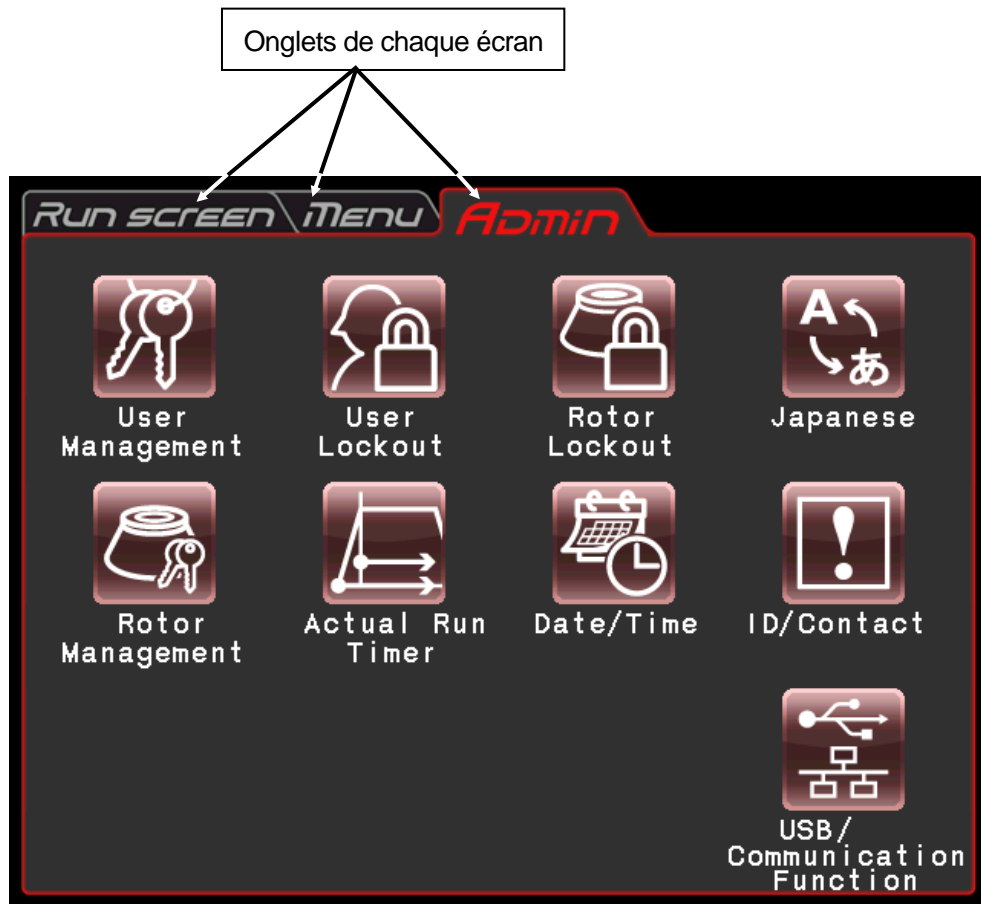 Onglets de chaque écran
Run screen Menu Admin
A
あ
User Management
User Lockout
Rotor Lockout
Japanese
Rotor Management
Actual Run Timer
Date/Time
ID/Contact
USB/
Communication
Function